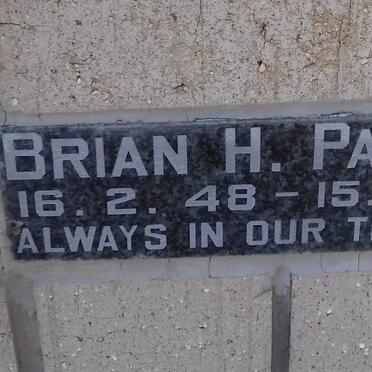 BRIAN H. PA
16. 2. 48 - 15.
ALWAYS IN OUR T